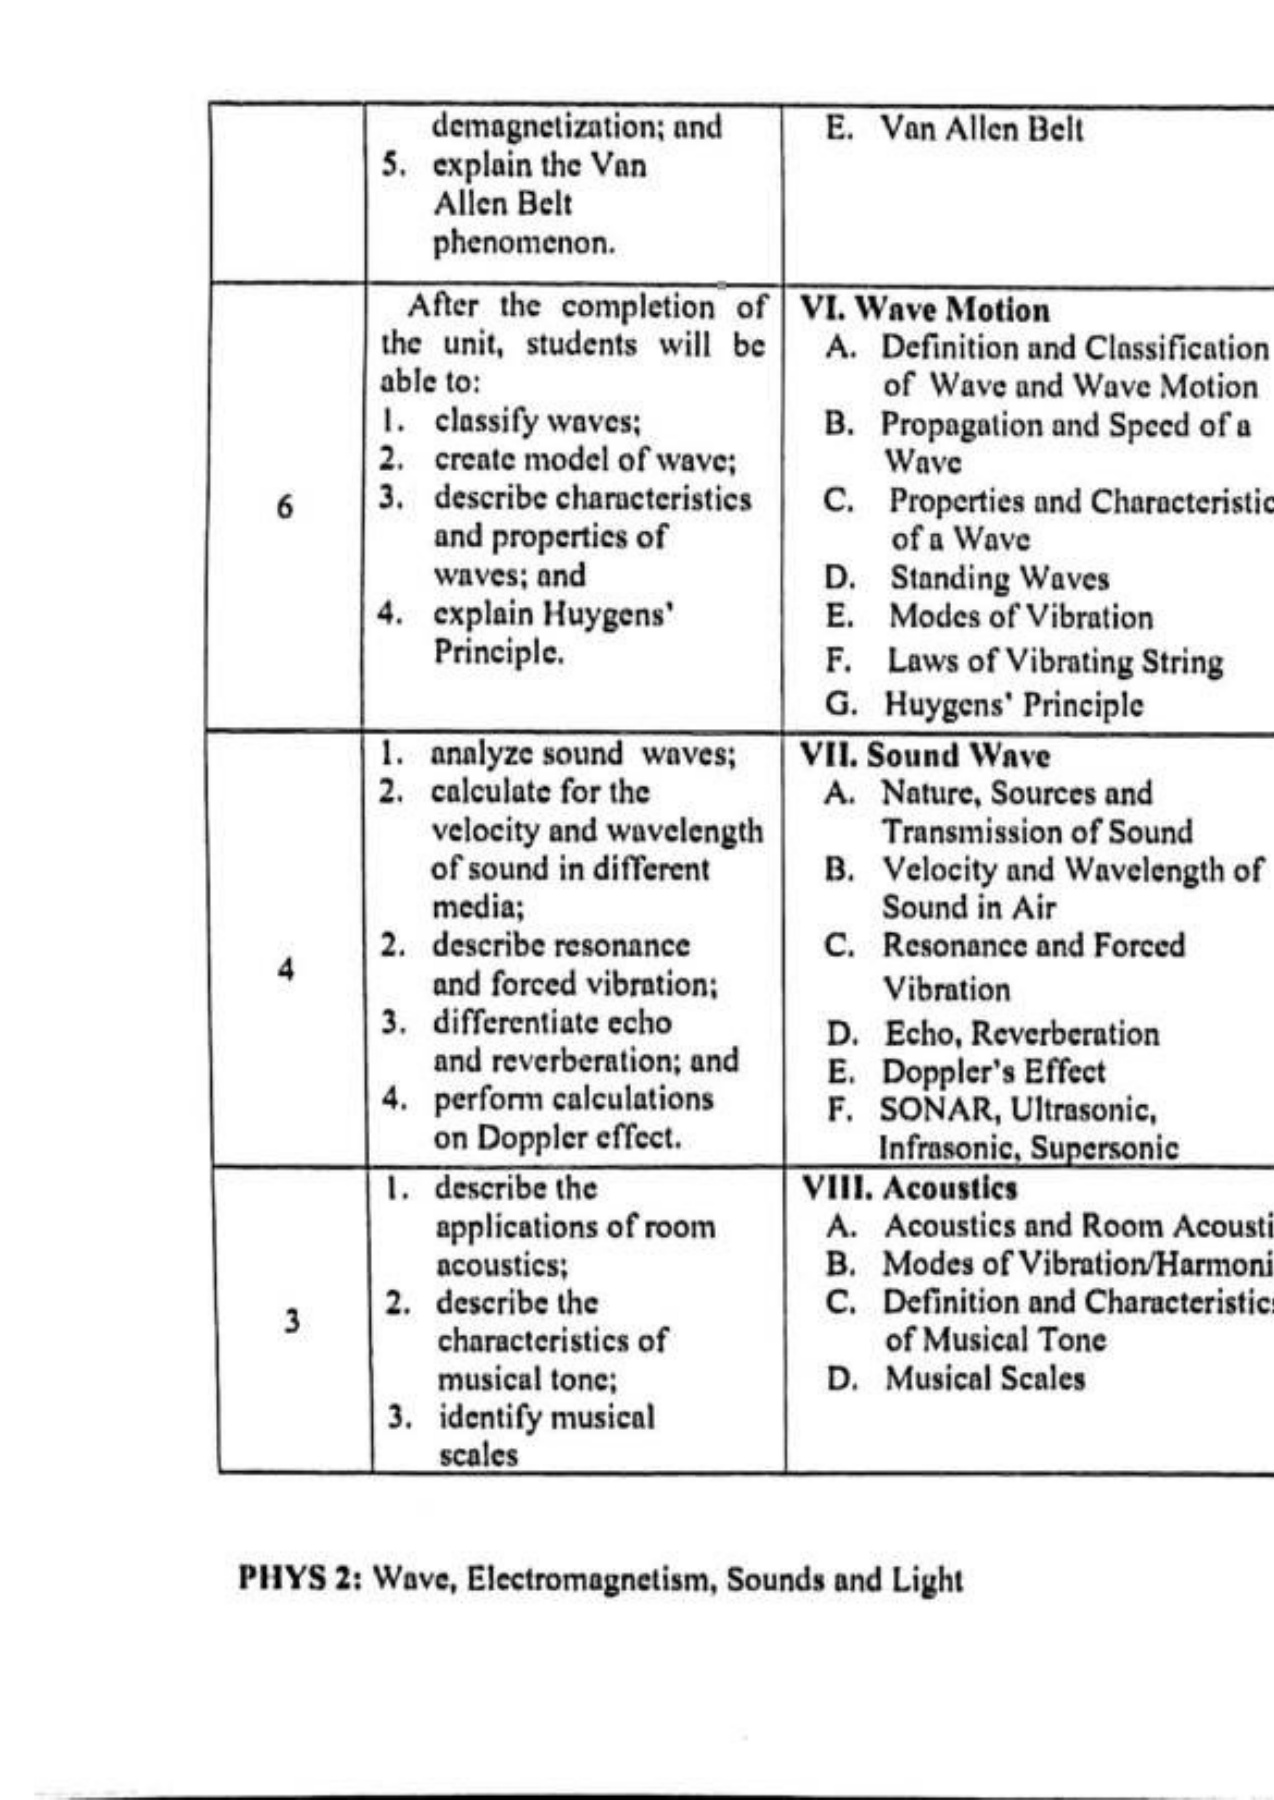 demagnetization; and
5. explain the Van
Allen Belt
phenomenon.
E. Van Allen Belt
6
After the completion of
the unit, students will be
able to:
1. classify waves;
2. create model of wave;
3. describe characteristics
and properties of
waves; and
4. explain Huygens'
Principle.
VI. Wave Motion
A. Definition and Classification
of Wave and Wave Motion
B. Propagation and Speed of a
Wave
C. Properties and Characteristic
of a Wave
D. Standing Waves
E. Modes of Vibration
F. Laws of Vibrating String
G. Huygens' Principle
4
1. analyze sound waves;
2. calculate for the
velocity and wavelength
of sound in different
media;
2. describe resonance
and forced vibration;
3. differentiate echo
and reverberation; and
4. perform calculations
on Doppler effect.
VII. Sound Wave
A. Nature, Sources and
Transmission of Sound
B. Velocity and Wavelength of
Sound in Air
C. Resonance and Forced
Vibration
D. Echo, Reverberation
E. Doppler's Effect
F. SONAR, Ultrasonic,
Infrasonic, Supersonic
3
1. describe the
applications of room
acoustics;
2. describe the
characteristics of
musical tone;
3. identify musical
scales
VIII. Acoustics
A. Acoustics and Room Acousti
B. Modes of Vibration/Harmoni
C. Definition and Characteristics
of Musical Tone
D. Musical Scales
PHYS 2: Wave, Electromagnetism, Sounds and Light